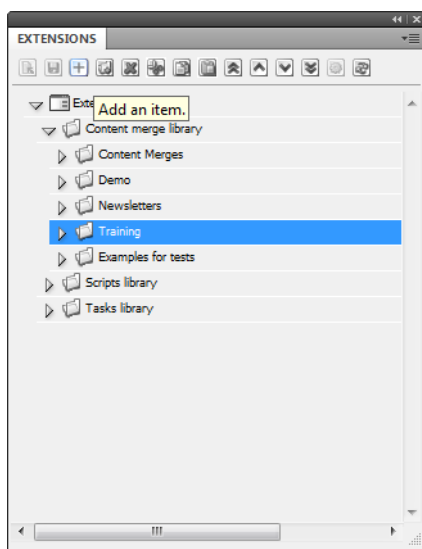 EXTENSIONS
Exte
Add an item.
Content merge library
Content Merges
Demo
Newsletters
Training
Examples for tests
Scripts library
Tasks library